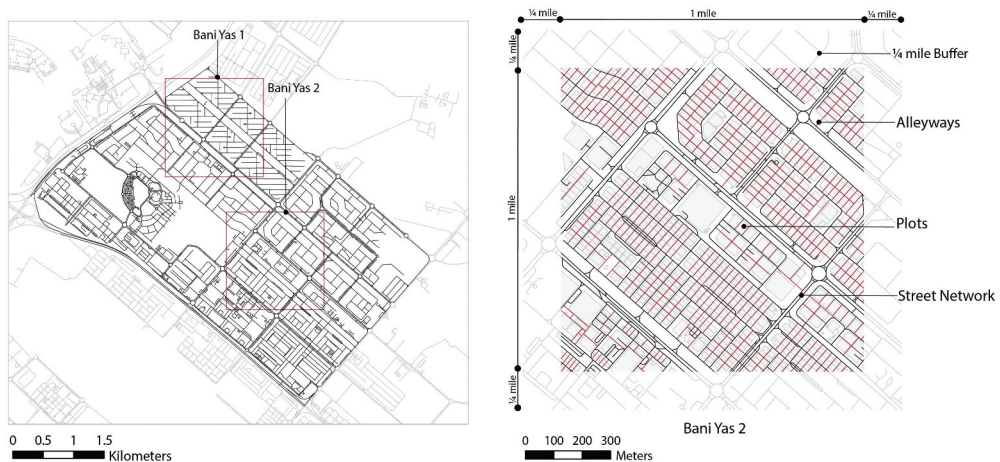 Bani Yas 1
Bani Yas 2
0 0.5 1 1.5
Kilometers
¼ mile 1 mile ¼ mile
¼ mile
1 mile
¼ mile
¼ mile Buffer
Alleyways
Plots
Street Network
Bani Yas 2
0 100 200 300
Meters